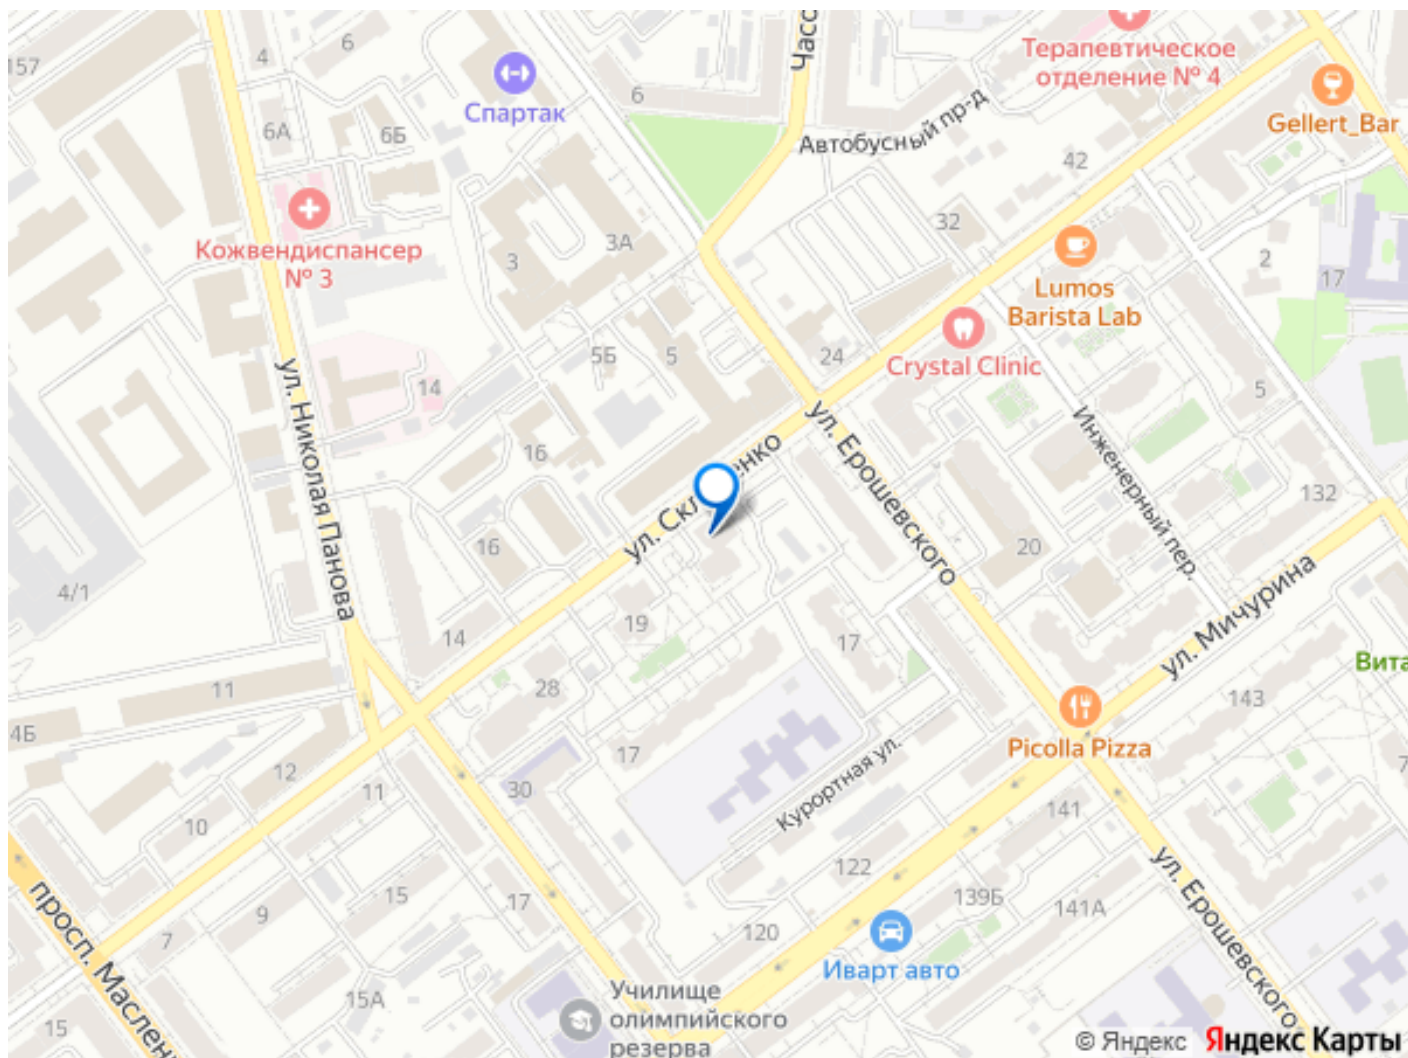 157
4
6
6А
6Б
Спартак
6
Часо
Терапевтическое
отделение № 4
Gellert_Bar
Автобусный пр-д
42
Кожвендиспансер
№ 3
3
3А
32
2
17
Lumos
Barista Lab
Crystal Clinic
24
5Б
5
14
5
ул. Николая Панова
ул. Ерошевского
Инженерный пер.
16
132
16
20
4/1
ул. Мичурина
14
19
17
Вита
11
28
143
4Б
Picolla Pizza
17
Курортная ул.
7
12
11
30
141
10
122
15
139Б
17
141А
9
7
120
ул. Ерошевского
просп. Маслен
Иварт авто
15А
15
Училище
олимпийского
резерва
© Яндекс Яндекс Карты